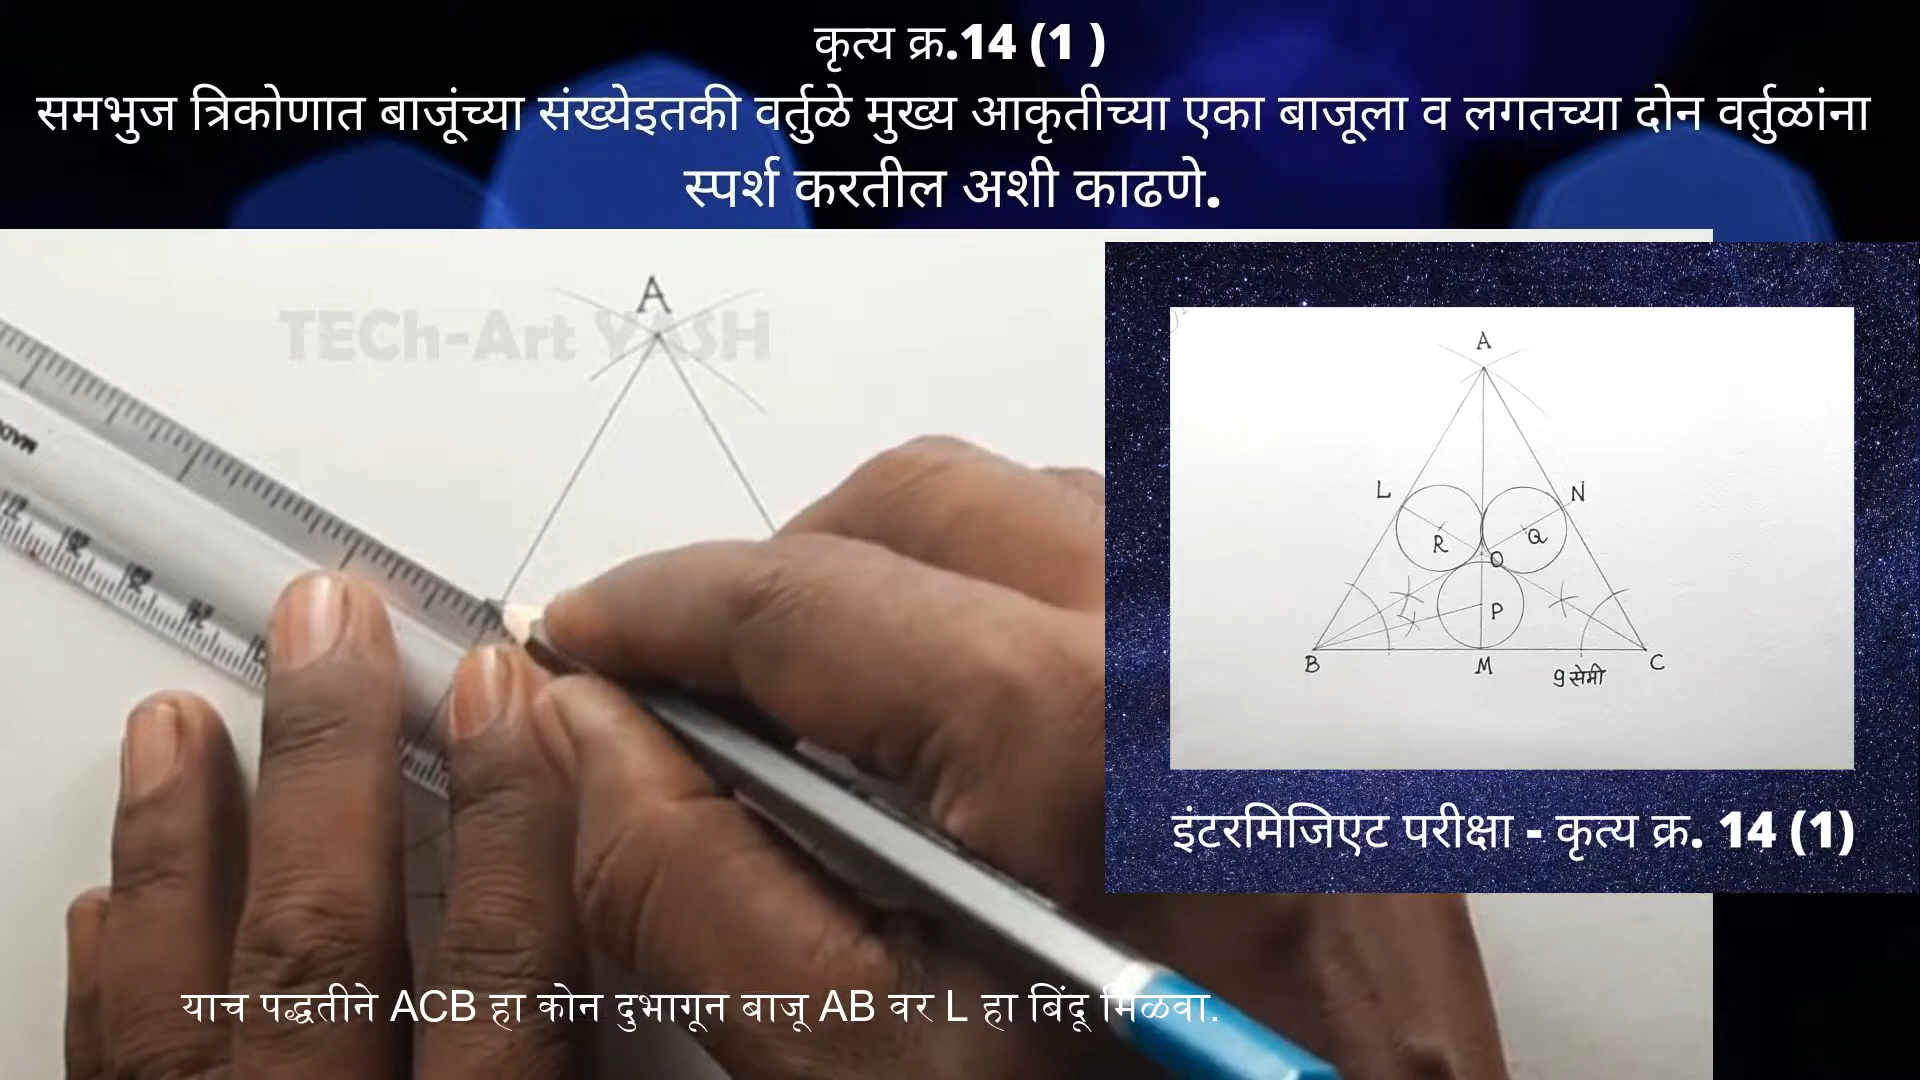 कृत्य क्र.14 (1 )
समभुज त्रिकोणात बाजूंच्या संख्येइतकी वर्तुळे मुख्य आकृतीच्या एका बाजूला व लगतच्या दोन वर्तुळांना
स्पर्श करतील अशी काढणे.
A
TECh-Art YASH
A
L
N
R
Q
O
P
B
M
C
9 सेमी
इंटरमिजिएट परीक्षा - कृत्य क्र. 14 (1)
याच पद्धतीने ACB हा कोन दुभागून बाजू AB वर L हा बिंदू मिळवा.